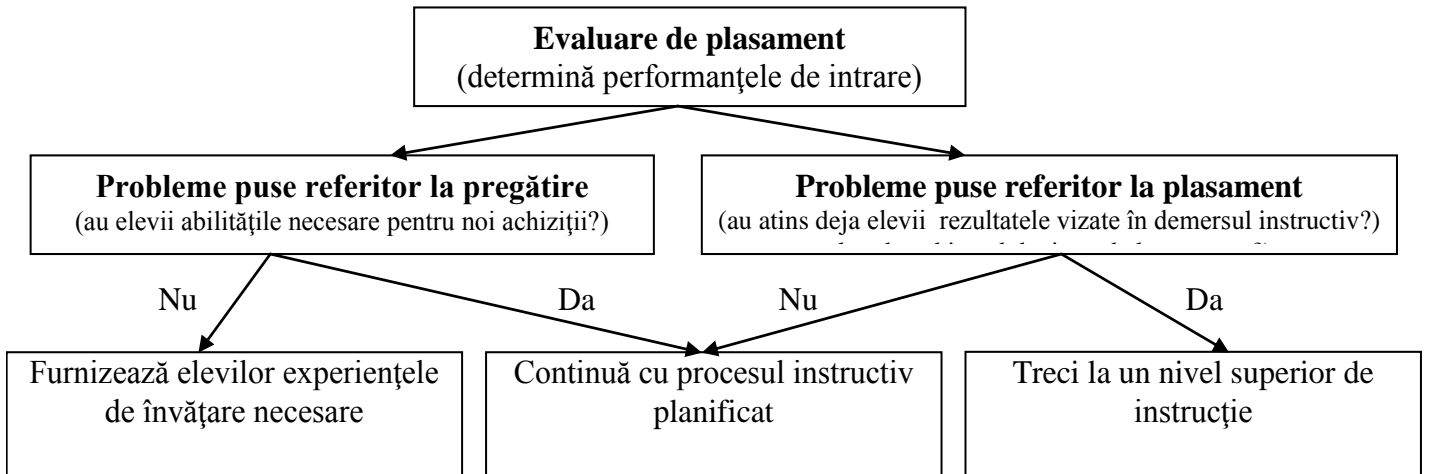 Evaluare de plasament
(determină performanţele de intrare)
Probleme puse referitor la pregătire
(au elevii abilităţile necesare pentru noi achiziţii?)
Probleme puse referitor la plasament
(au atins deja elevii rezultatele vizate în demersul instructiv?)
Nu
Da
Nu
Da
Furnizează elevilor experienţele
de învăţare necesare
Continuă cu procesul instructiv
planificat
Treci la un nivel superior de
instrucţie